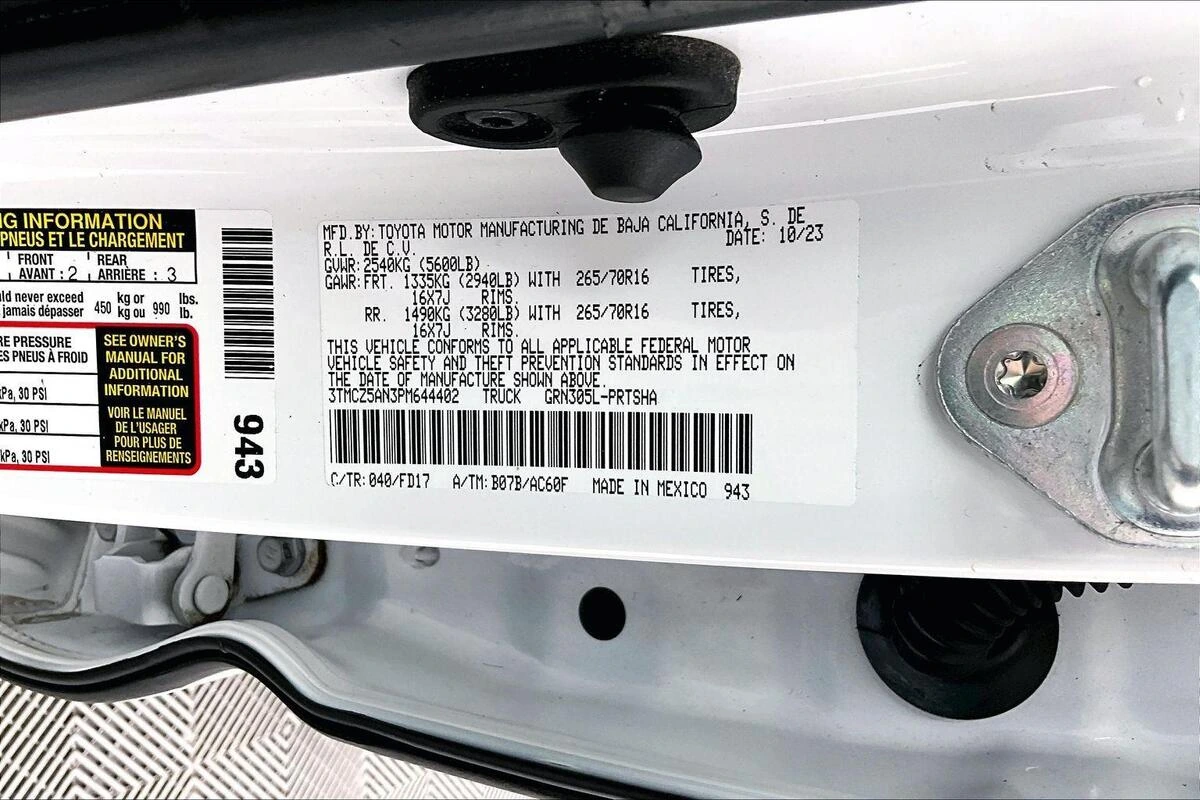 NG INFORMATION
PNEUS ET LE CHARGEMENT
FRONT
AVANT : 2
REAR
ARRIÈRE : 3
uld never exceed
jamais dépasser
450 kg or
kg ou
990 lbs.
lb.
RE PRESSURE
ES PNEUS À FROID
kPa, 30 PSI
kPa, 30 PSI
kPa, 30 PSI
SEE OWNER'S
MANUAL FOR
ADDITIONAL
INFORMATION
VOIR LE MANUEL
DE L'USAGER
POUR PLUS DE
RENSEIGNEMENTS
943
MFD.BY:TOYOTA MOTOR MANUFACTURING DE BAJA CALIFORNIA, S. DE
R.L. DE C.V. DATE: 10/23
GVWR:2540KG (5600LB)
GAWR:FRT. 1335KG (2940LB) WITH 265/70R16 TIRES,
16X7J RIMS.
RR. 1490KG (3280LB) WITH 265/70R16 TIRES,
16X7J RIMS.
THIS VEHICLE CONFORMS TO ALL APPLICABLE FEDERAL MOTOR
VEHICLE SAFETY AND THEFT PREVENTION STANDARDS IN EFFECT ON
THE DATE OF MANUFACTURE SHOWN ABOVE.
3TMCZ5AN3PM644402 TRUCK GRN305L-PRTSHA
C/TR:040/FD17 A/TM:B07B/AC60F MADE IN MEXICO 943